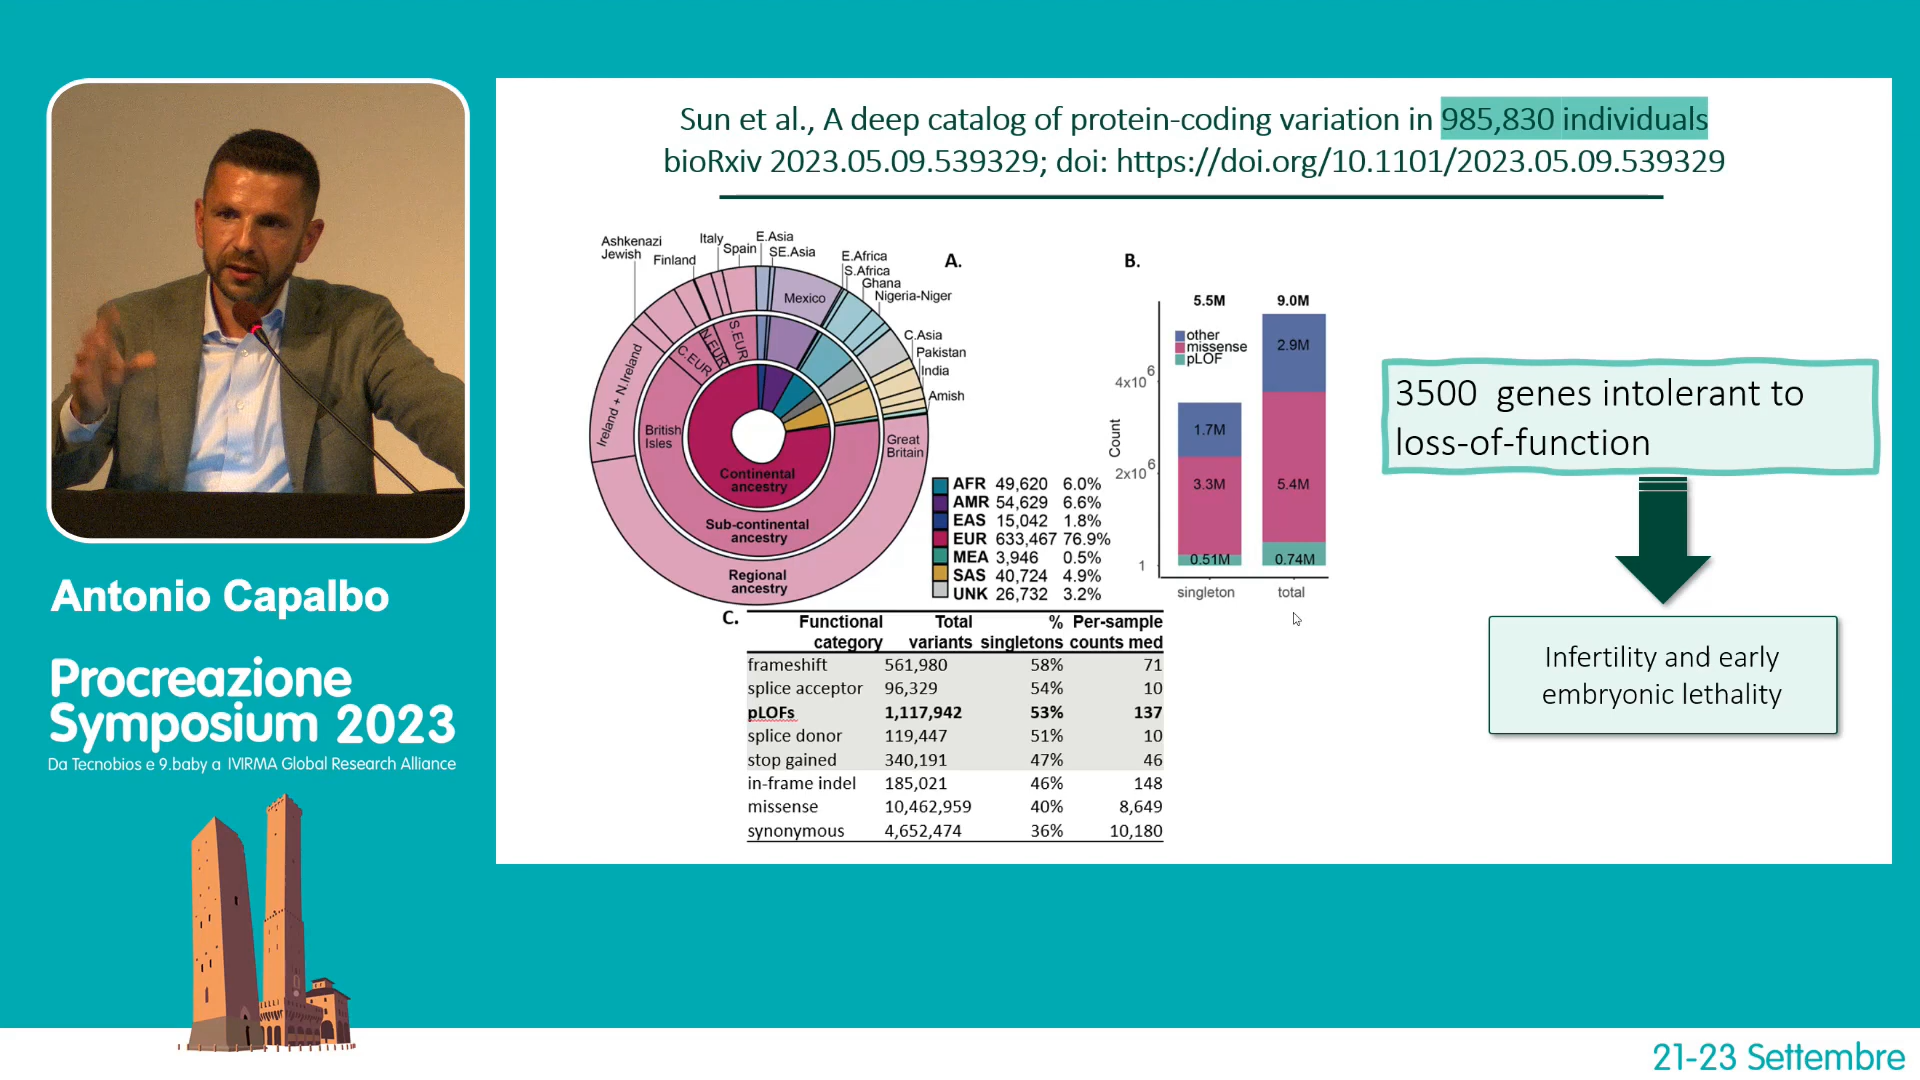 Sun et al., A deep catalog of protein-coding variation in 985,830 individuals
bioRxiv 2023.05.09.539329; doi: https://doi.org/10.1101/2023.05.09.539329
A.
Ashkenazi
Jewish
Finland
Italy
Spain
E.Asia
SE.Asia
Mexico
E.Africa
S.Africa
Ghana
Nigeria-Niger
C.Asia
Pakistan
India
Amish
Great
Britain
Ireland + N.Ireland
British
Isles
C.EUR
N.EUR
S.EUR
Continental
ancestry
Sub-continental
ancestry
Regional
ancestry
AFR 49,620 6.0%
AMR 54,629 6.6%
EAS 15,042 1.8%
EUR 633,467 76.9%
MEA 3,946 0.5%
SAS 40,724 4.9%
UNK 26,732 3.2%
B.
5.5M 9.0M
other
missense
pLOF
Count
4x10^6
2x10^6
1
1.7M
3.3M
0.51M
2.9M
5.4M
0.74M
singleton total
C.
Functional Total % Per-sample
category variants singletons counts med
frameshift 561,980 58% 71
splice acceptor 96,329 54% 10
pLOFs 1,117,942 53% 137
splice donor 119,447 51% 10
stop gained 340,191 47% 46
in-frame indel 185,021 46% 148
missense 10,462,959 40% 8,649
synonymous 4,652,474 36% 10,180
3500 genes intolerant to
loss-of-function
Infertility and early
embryonic lethality
Antonio Capalbo
Procreazione
Symposium 2023
Da Tecnobios e 9.baby a IVIRMA Global Research Alliance
21-23 Settembre